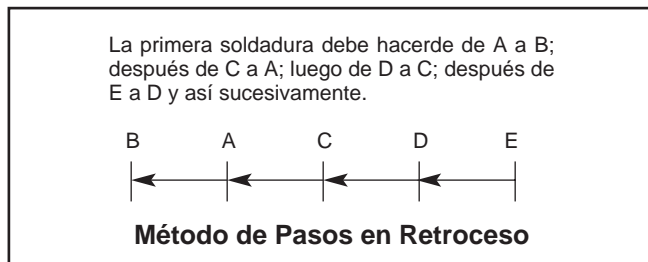 La primera soldadura debe hacerde de A a B;
después de C a A; luego de D a C; después de
E a D y así sucesivamente.
B A C D E
Método de Pasos en Retroceso